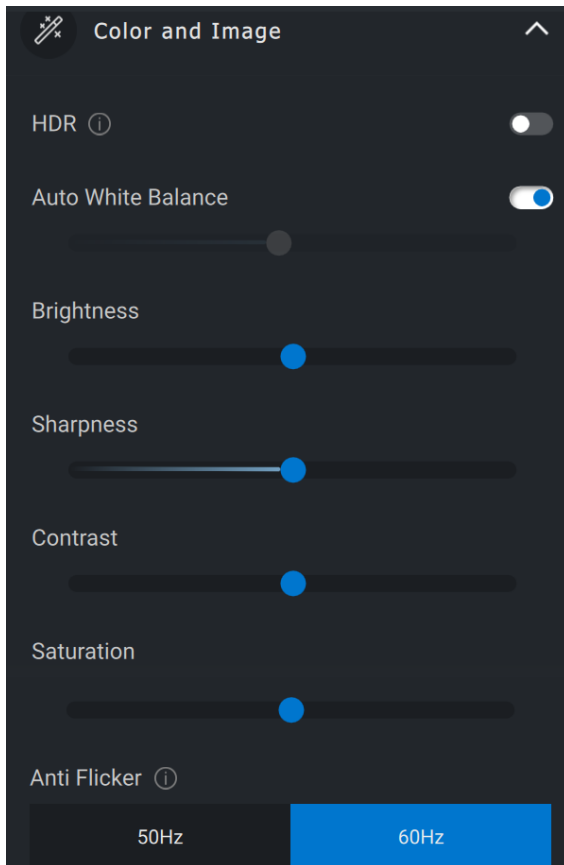 Color and Image
HDR
Auto White Balance
Brightness
Sharpness
Contrast
Saturation
Anti Flicker
50Hz 60Hz